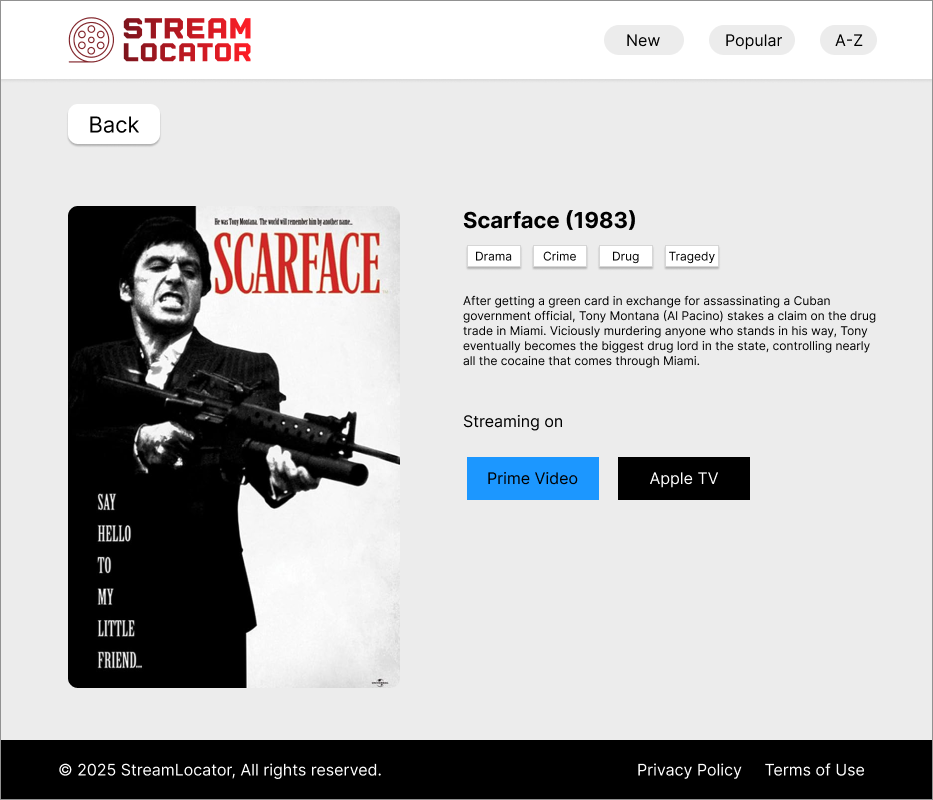 STREAM
LOCATOR
New
Popular
A-Z
Back
He was Tony Montana. The world will remember him by another name...
SCARFACE
SAY
HELLO
TO
MY
LITTLE
FRIEND...
Scarface (1983)
Drama
Crime
Drug
Tragedy
After getting a green card in exchange for assassinating a Cuban
government official, Tony Montana (Al Pacino) stakes a claim on the drug
trade in Miami. Viciously murdering anyone who stands in his way, Tony
eventually becomes the biggest drug lord in the state, controlling nearly
all the cocaine that comes through Miami.
Streaming on
Prime Video
Apple TV
© 2025 StreamLocator, All rights reserved.
Privacy Policy
Terms of Use